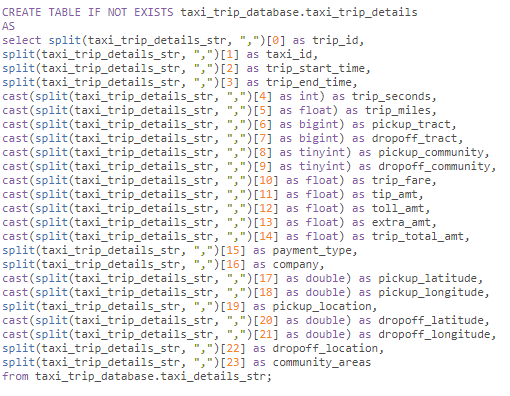 CREATE TABLE IF NOT EXISTS taxi_trip_database.taxi_trip_details
AS
select split(taxi_trip_details_str, ",")[0] as trip_id,
split(taxi_trip_details_str, ",")[1] as taxi_id,
split(taxi_trip_details_str, ",")[2] as trip_start_time,
split(taxi_trip_details_str, ",")[3] as trip_end_time,
cast(split(taxi_trip_details_str, ",")[4] as int) as trip_seconds,
cast(split(taxi_trip_details_str, ",")[5] as float) as trip_miles,
cast(split(taxi_trip_details_str, ",")[6] as bigint) as pickup_tract,
cast(split(taxi_trip_details_str, ",")[7] as bigint) as dropoff_tract,
cast(split(taxi_trip_details_str, ",")[8] as tinyint) as pickup_community,
cast(split(taxi_trip_details_str, ",")[9] as tinyint) as dropoff_community,
cast(split(taxi_trip_details_str, ",")[10] as float) as trip_fare,
cast(split(taxi_trip_details_str, ",")[11] as float) as tip_amt,
cast(split(taxi_trip_details_str, ",")[12] as float) as toll_amt,
cast(split(taxi_trip_details_str, ",")[13] as float) as extra_amt,
cast(split(taxi_trip_details_str, ",")[14] as float) as trip_total_amt,
split(taxi_trip_details_str, ",")[15] as payment_type,
split(taxi_trip_details_str, ",")[16] as company,
cast(split(taxi_trip_details_str, ",")[17] as double) as pickup_latitude,
cast(split(taxi_trip_details_str, ",")[18] as double) as pickup_longitude,
split(taxi_trip_details_str, ",")[19] as pickup_location,
cast(split(taxi_trip_details_str, ",")[20] as double) as dropoff_latitude,
cast(split(taxi_trip_details_str, ",")[21] as double) as dropoff_longitude,
split(taxi_trip_details_str, ",")[22] as dropoff_location,
split(taxi_trip_details_str, ",")[23] as community_areas
from taxi_trip_database.taxi_details_str;